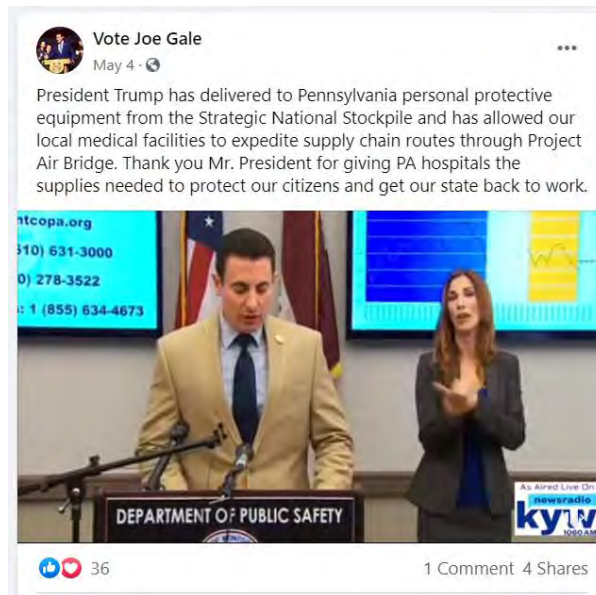 Vote Joe Gale
May 4 ·
President Trump has delivered to Pennsylvania personal protective
equipment from the Strategic National Stockpile and has allowed our
local medical facilities to expedite supply chain routes through Project
Air Bridge. Thank you Mr. President for giving PA hospitals the
supplies needed to protect our citizens and get our state back to work.
ntcopa.org
510) 631-3000
0) 278-3522
: 1 (855) 634-4673
DEPARTMENT OF PUBLIC SAFETY
As Aired Live On
newsradio
kyw
1060 AM
36
1 Comment 4 Shares